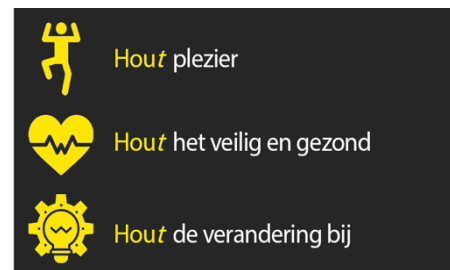 Hout plezier
Hout het veilig en gezond
Hout de verandering bij